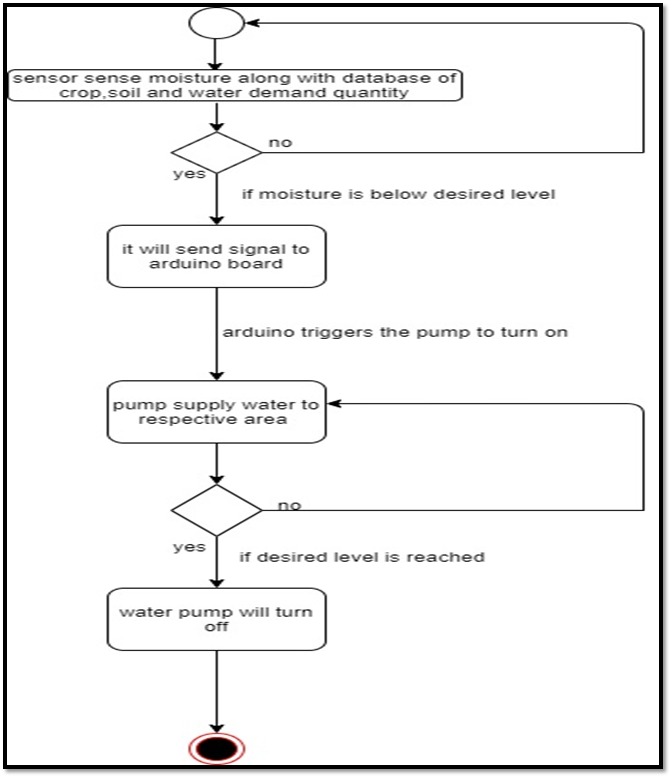 sensor sense moisture along with database of
crop,soil and water demand quantity
no
yes
if moisture is below desired level
it will send signal to
arduino board
arduino triggers the pump to turn on
pump supply water to
respective area
no
yes
if desired level is reached
water pump will turn
off